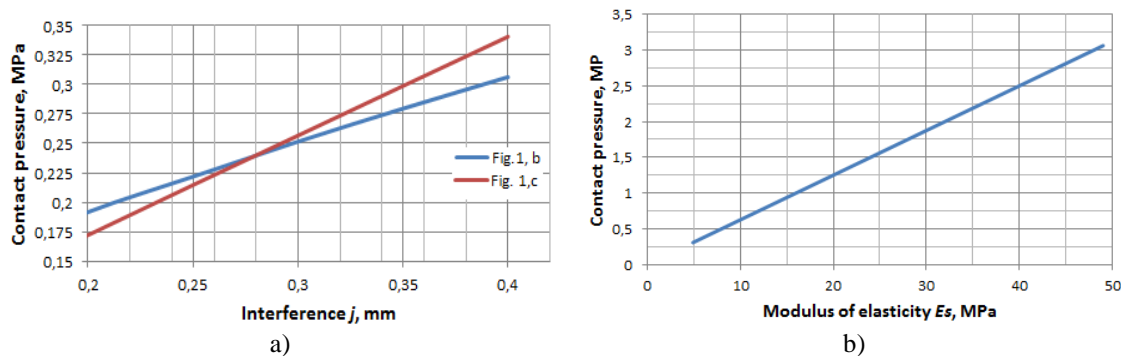 0,35
0,325
0,3
0,275
0,25
0,225
0,2
0,175
0,15
Contact pressure, MPa
0,2 0,25 0,3 0,35 0,4
Interference j, mm
Fig.1, b
Fig. 1,c
a)
3,5
3
2,5
2
1,5
1
0,5
0
Contact pressure, MP
0 10 20 30 40 50
Modulus of elasticity Es, MPa
b)